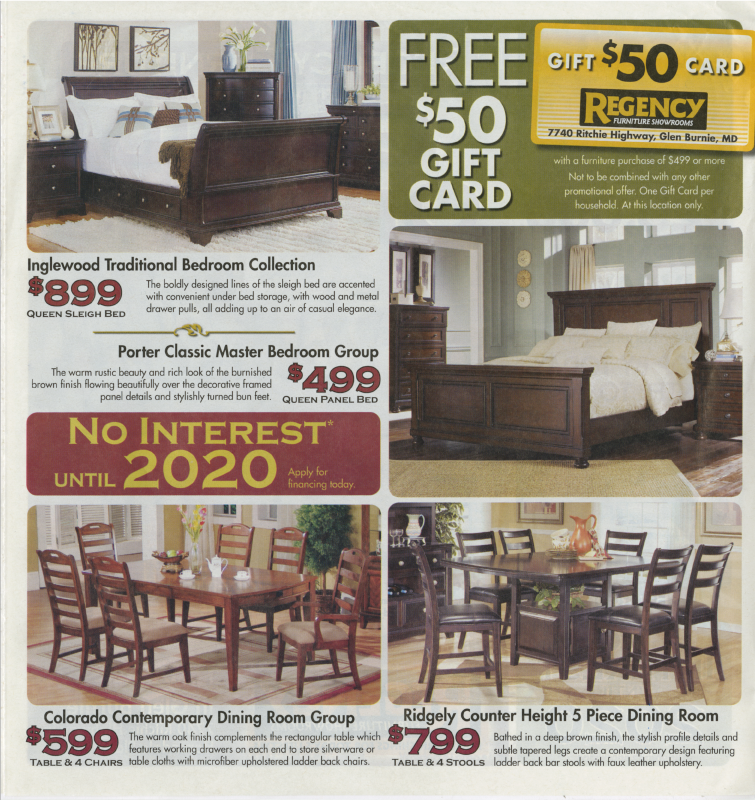 FREE
$50
GIFT
CARD
GIFT $50 CARD
REGENCY
FURNITURE SHOWROOMS
7740 Ritchie Highway, Glen Burnie, MD
with a furniture purchase of $499 or more
Not to be combined with any other
promotional offer. One Gift Card per
household. At this location only.
Inglewood Traditional Bedroom Collection
$899
QUEEN SLEIGH BED
The boldly designed lines of the sleigh bed are accented
with convenient under bed storage, with wood and metal
drawer pulls, all adding up to an air of casual elegance.
Porter Classic Master Bedroom Group
The warm rustic beauty and rich look of the burnished
brown finish flowing beautifully over the decorative framed
panel details and stylishly turned bun feet.
$499
QUEEN PANEL BED
NO INTEREST*
UNTIL 2020
Apply for
financing today.
Colorado Contemporary Dining Room Group
$599
TABLE & 4 CHAIRS
The warm oak finish complements the rectangular table which
features working drawers on each end to store silverware or
table cloths with microfiber upholstered ladder back chairs.
Ridgely Counter Height 5 Piece Dining Room
$799
TABLE & 4 STOOLS
Bathed in a deep brown finish, the stylish profile details and
subtle tapered legs create a contemporary design featuring
ladder back bar stools with faux leather upholstery.